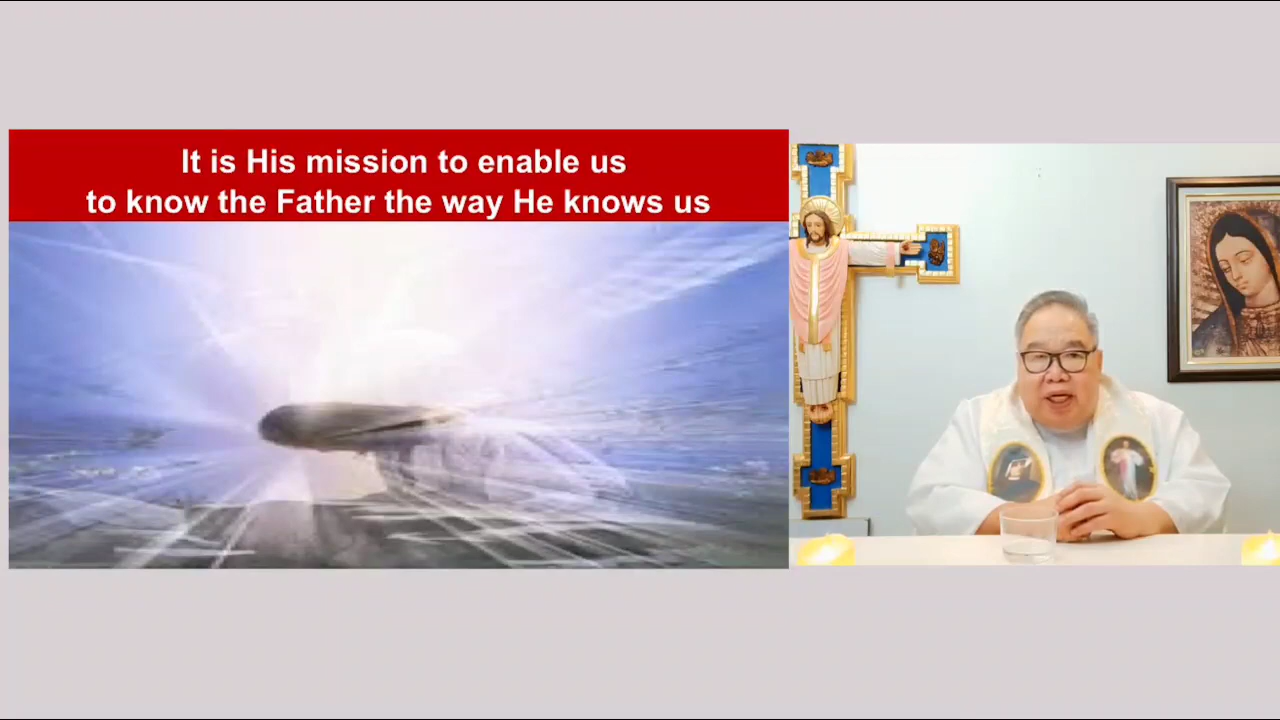 It is His mission to enable us
to know the Father the way He knows us